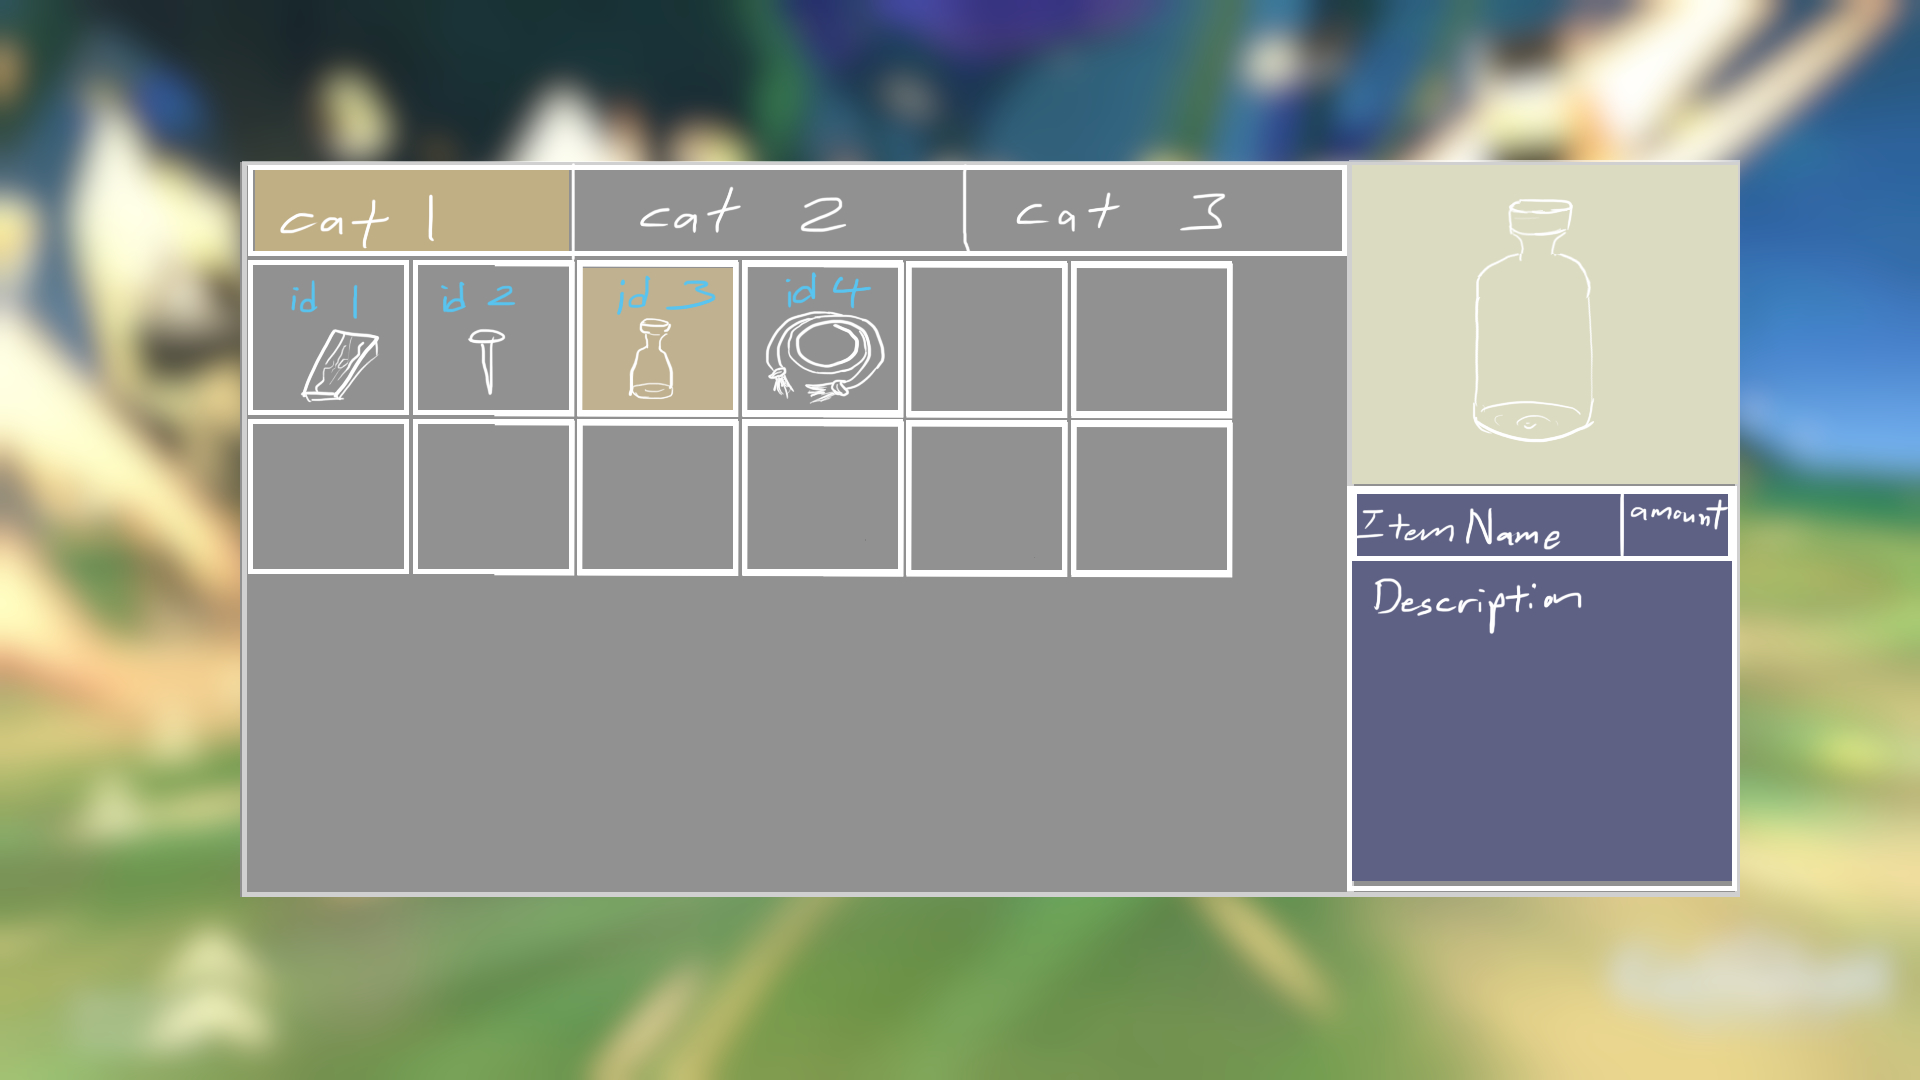 cat 1 cat 2 cat 3
id 1 id 2 id 3 id 4
Item Name amount
Description